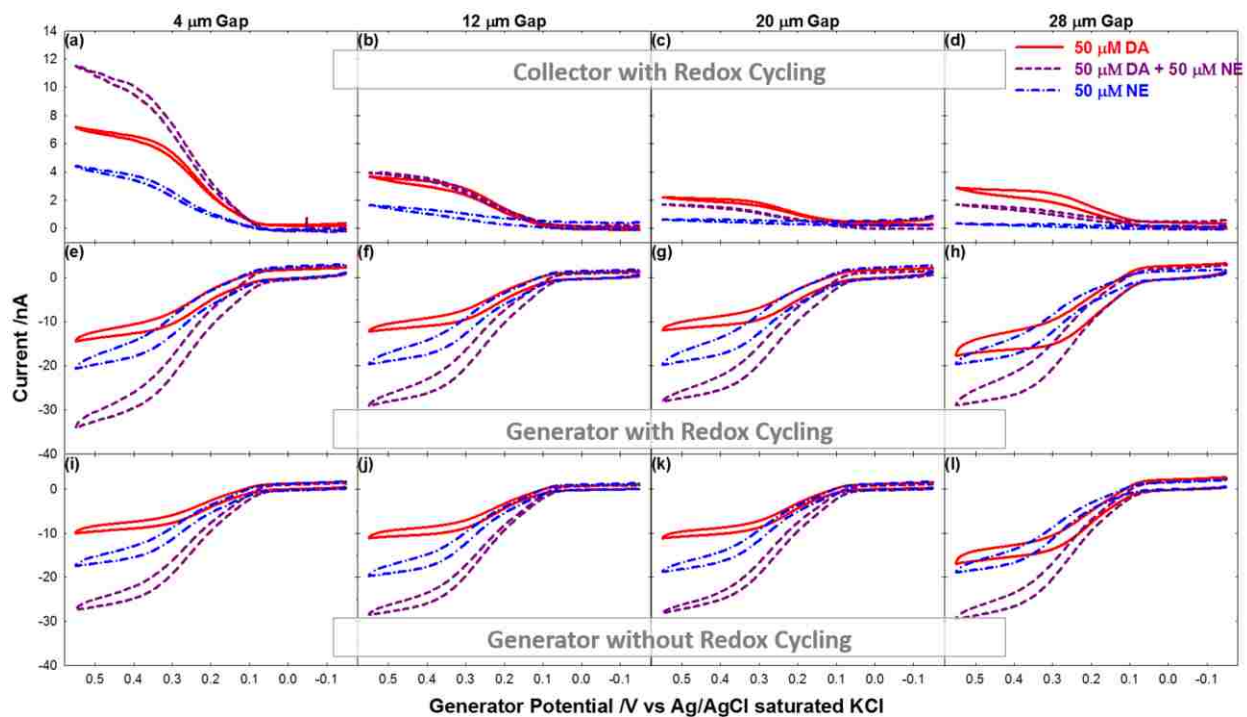 4 μm Gap 12 μm Gap 20 μm Gap 28 μm Gap
(a) (b) (c) (d)
14
12
10
8
6
4
2
0
Collector with Redox Cycling
50 μM DA
50 μM DA + 50 μM NE
50 μM NE
(e) (f) (g) (h)
0
-10
-20
-30
-40
Generator with Redox Cycling
(i) (j) (k) (l)
0
-10
-20
-30
-40
Generator without Redox Cycling
Current /nA
0.5 0.4 0.3 0.2 0.1 0.0 -0.1 0.5 0.4 0.3 0.2 0.1 0.0 -0.1 0.5 0.4 0.3 0.2 0.1 0.0 -0.1 0.5 0.4 0.3 0.2 0.1 0.0 -0.1
Generator Potential /V vs Ag/AgCl saturated KCl